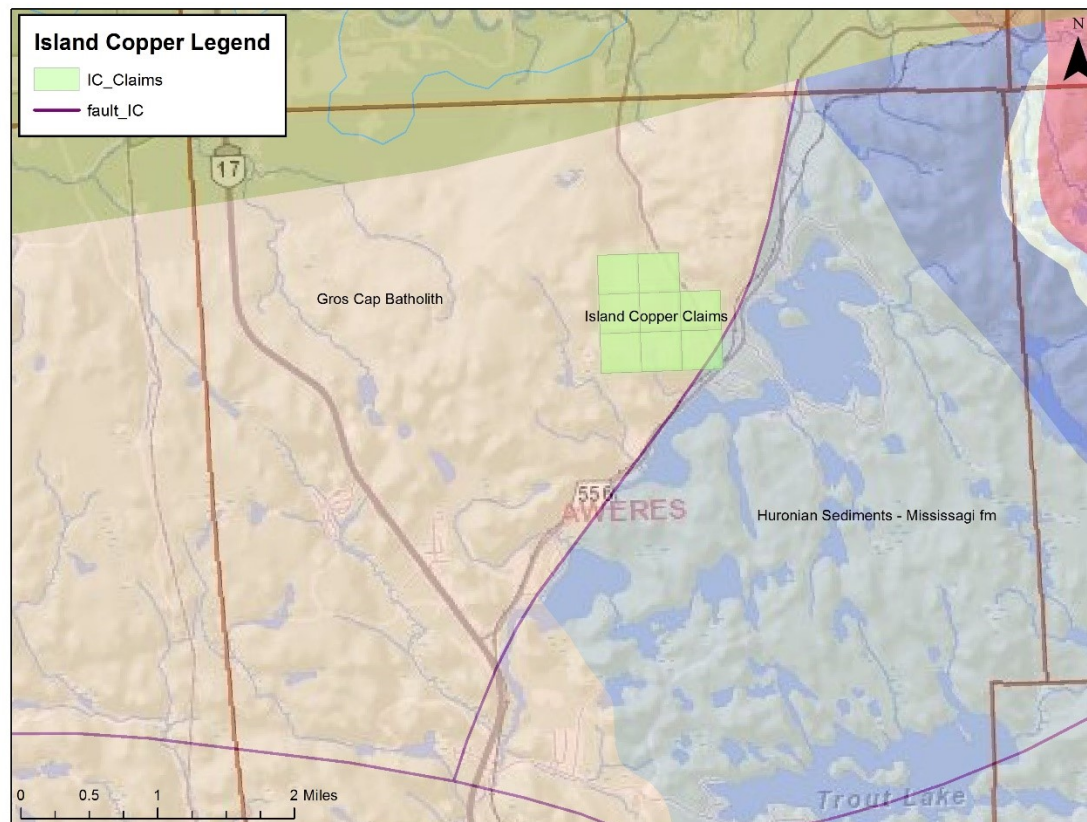 Island Copper Legend
IC_Claims
fault_IC
N
17
Gros Cap Batholith
Island Copper Claims
556
AWERES
Huronian Sediments - Mississagi fm
0 0.5 1 2 Miles
Trout Lake